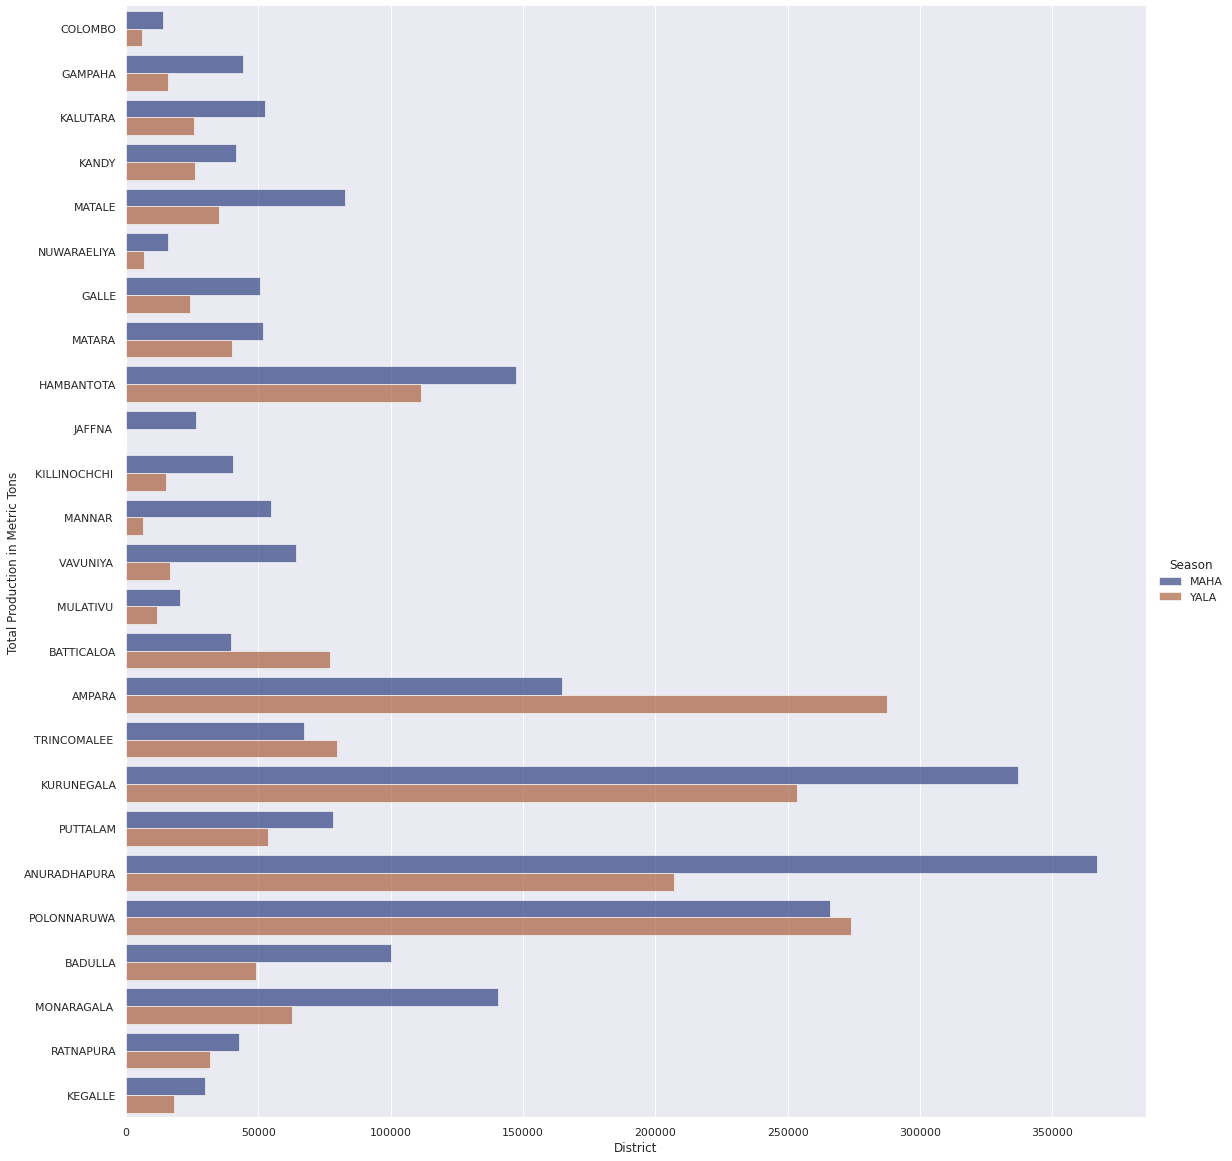 COLOMBO
GAMPAHA
KALUTARA
KANDY
MATALE
NUWARAELIYA
GALLE
MATARA
HAMBANTOTA
JAFFNA
KILLINOCHCHI
MANNAR
VAVUNIYA
MULATIVU
BATTICALOA
AMPARA
TRINCOMALEE
KURUNEGALA
PUTTALAM
ANURADHAPURA
POLONNARUWA
BADULLA
MONARAGALA
RATNAPURA
KEGALLE
Total Production in Metric Tons
0 50000 100000 150000 200000 250000 300000 350000
District
Season
MAHA
YALA